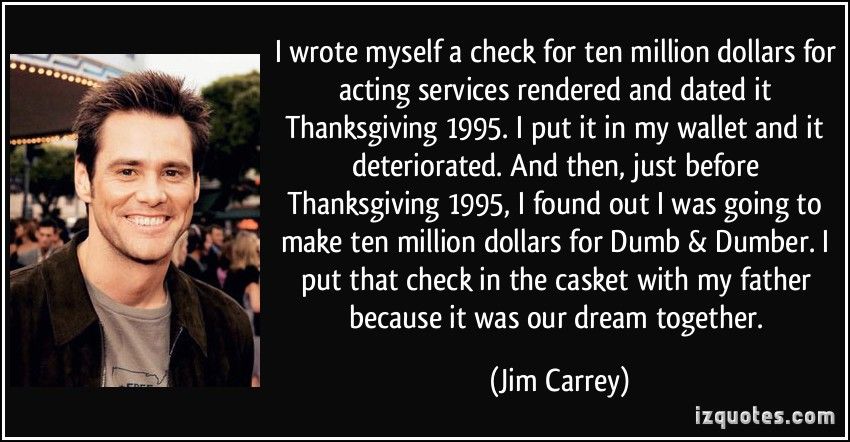 I wrote myself a check for ten million dollars for
acting services rendered and dated it
Thanksgiving 1995. I put it in my wallet and it
deteriorated. And then, just before
Thanksgiving 1995, I found out I was going to
make ten million dollars for Dumb & Dumber. I
put that check in the casket with my father
because it was our dream together.
(Jim Carrey)
izquotes.com